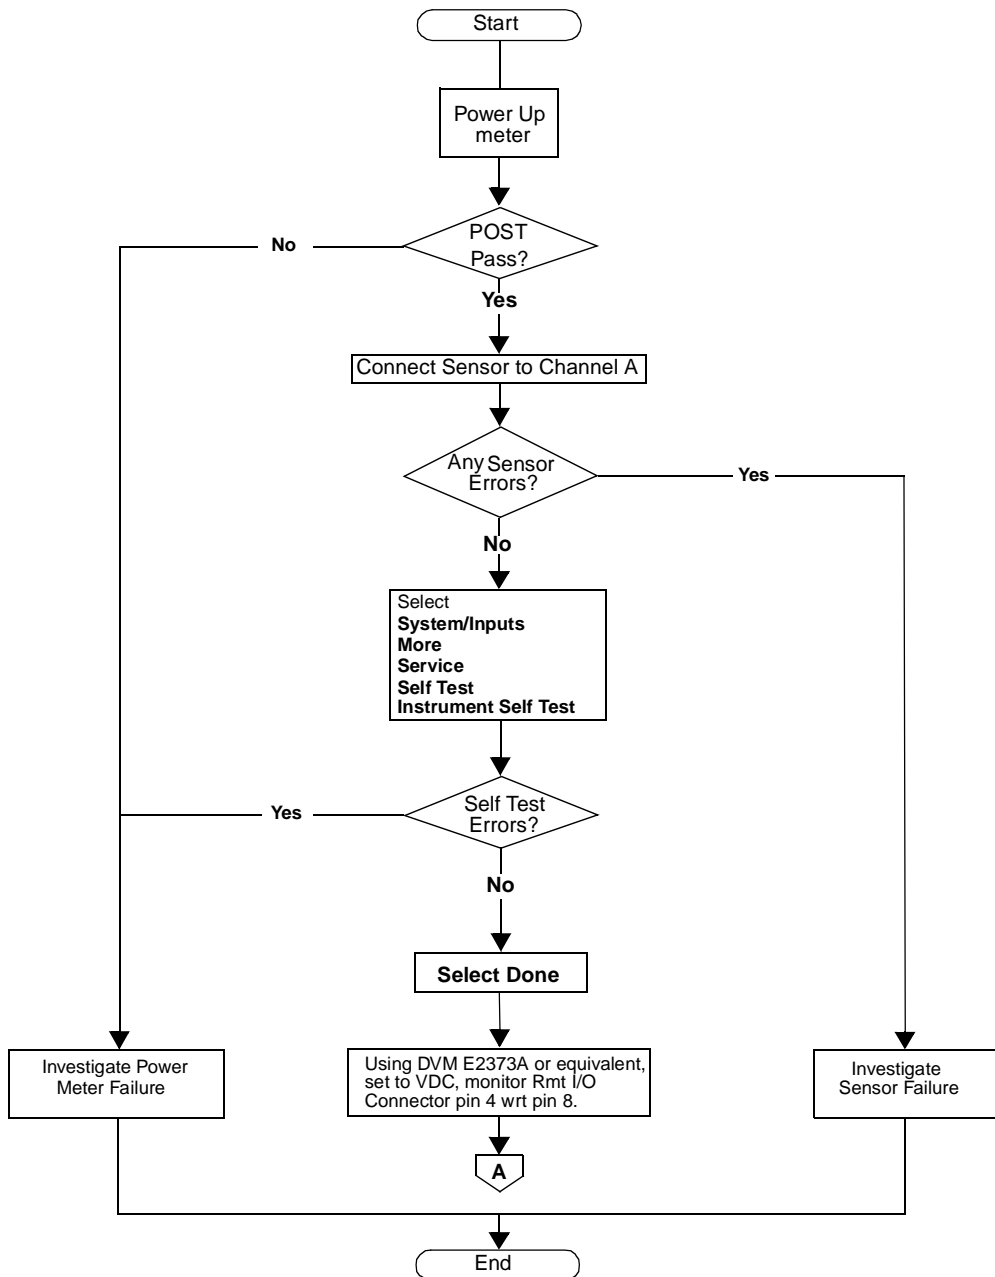 Start
Power Up
meter
POST
Pass?
No
Yes
Connect Sensor to Channel A
Any Sensor
Errors?
Yes
No
Select
System/Inputs
More
Service
Self Test
Instrument Self Test
Self Test
Errors?
Yes
No
Select Done
Investigate Power
Meter Failure
Using DVM E2373A or equivalent,
set to VDC, monitor Rmt I/O
Connector pin 4 wrt pin 8.
Investigate
Sensor Failure
A
End